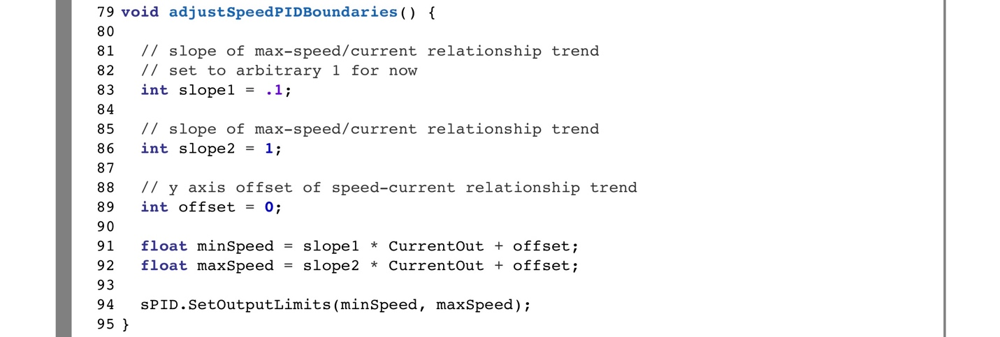 79 void adjustSpeedPIDBoundaries() {
80
81   // slope of max-speed/current relationship trend
82   // set to arbitrary 1 for now
83   int slope1 = .1;
84
85   // slope of max-speed/current relationship trend
86   int slope2 = 1;
87
88   // y axis offset of speed-current relationship trend
89   int offset = 0;
90
91   float minSpeed = slope1 * CurrentOut + offset;
92   float maxSpeed = slope2 * CurrentOut + offset;
93
94   sPID.SetOutputLimits(minSpeed, maxSpeed);
95 }